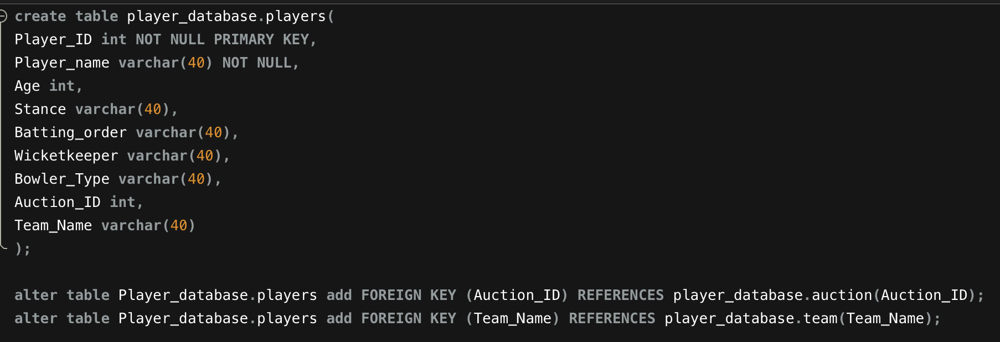 create table player_database.players(
Player_ID int NOT NULL PRIMARY KEY,
Player_name varchar(40) NOT NULL,
Age int,
Stance varchar(40),
Batting_order varchar(40),
Wicketkeeper varchar(40),
Bowler_Type varchar(40),
Auction_ID int,
Team_Name varchar(40)
);
alter table Player_database.players add FOREIGN KEY (Auction_ID) REFERENCES player_database.auction(Auction_ID);
alter table Player_database.players add FOREIGN KEY (Team_Name) REFERENCES player_database.team(Team_Name);